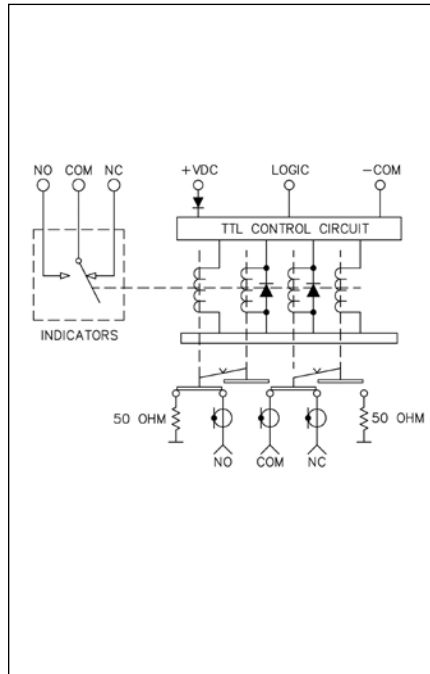 NO COM NC
+VDC LOGIC -COM
TTL CONTROL CIRCUIT
INDICATORS
50 OHM 50 OHM
NO COM NC